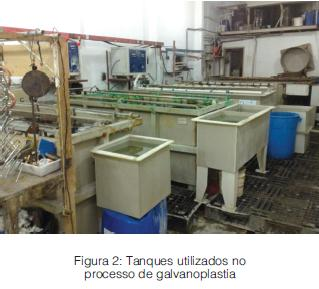 Figura 2: Tanques utilizados no
processo de galvanoplastia